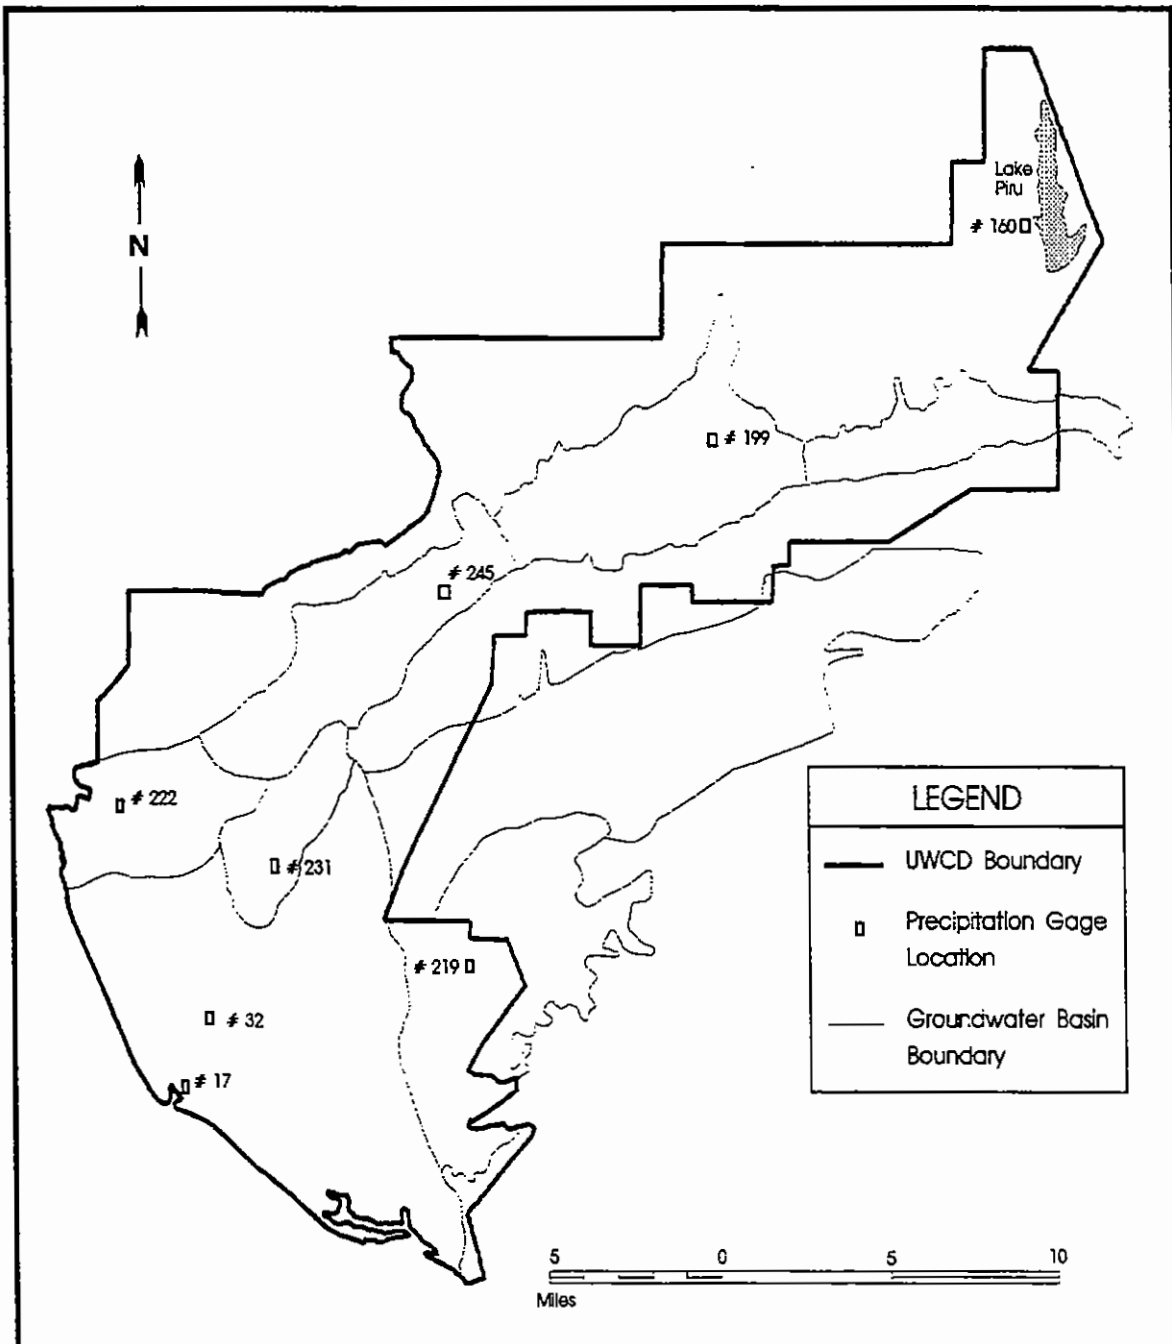 Lake
Piru
# 160
N
# 199
# 245
# 222
# 231
# 219
# 32
# 17
LEGEND
UWCD Boundary
Precipitation Gage
Location
Groundwater Basin
Boundary
5 0 5 10
Miles